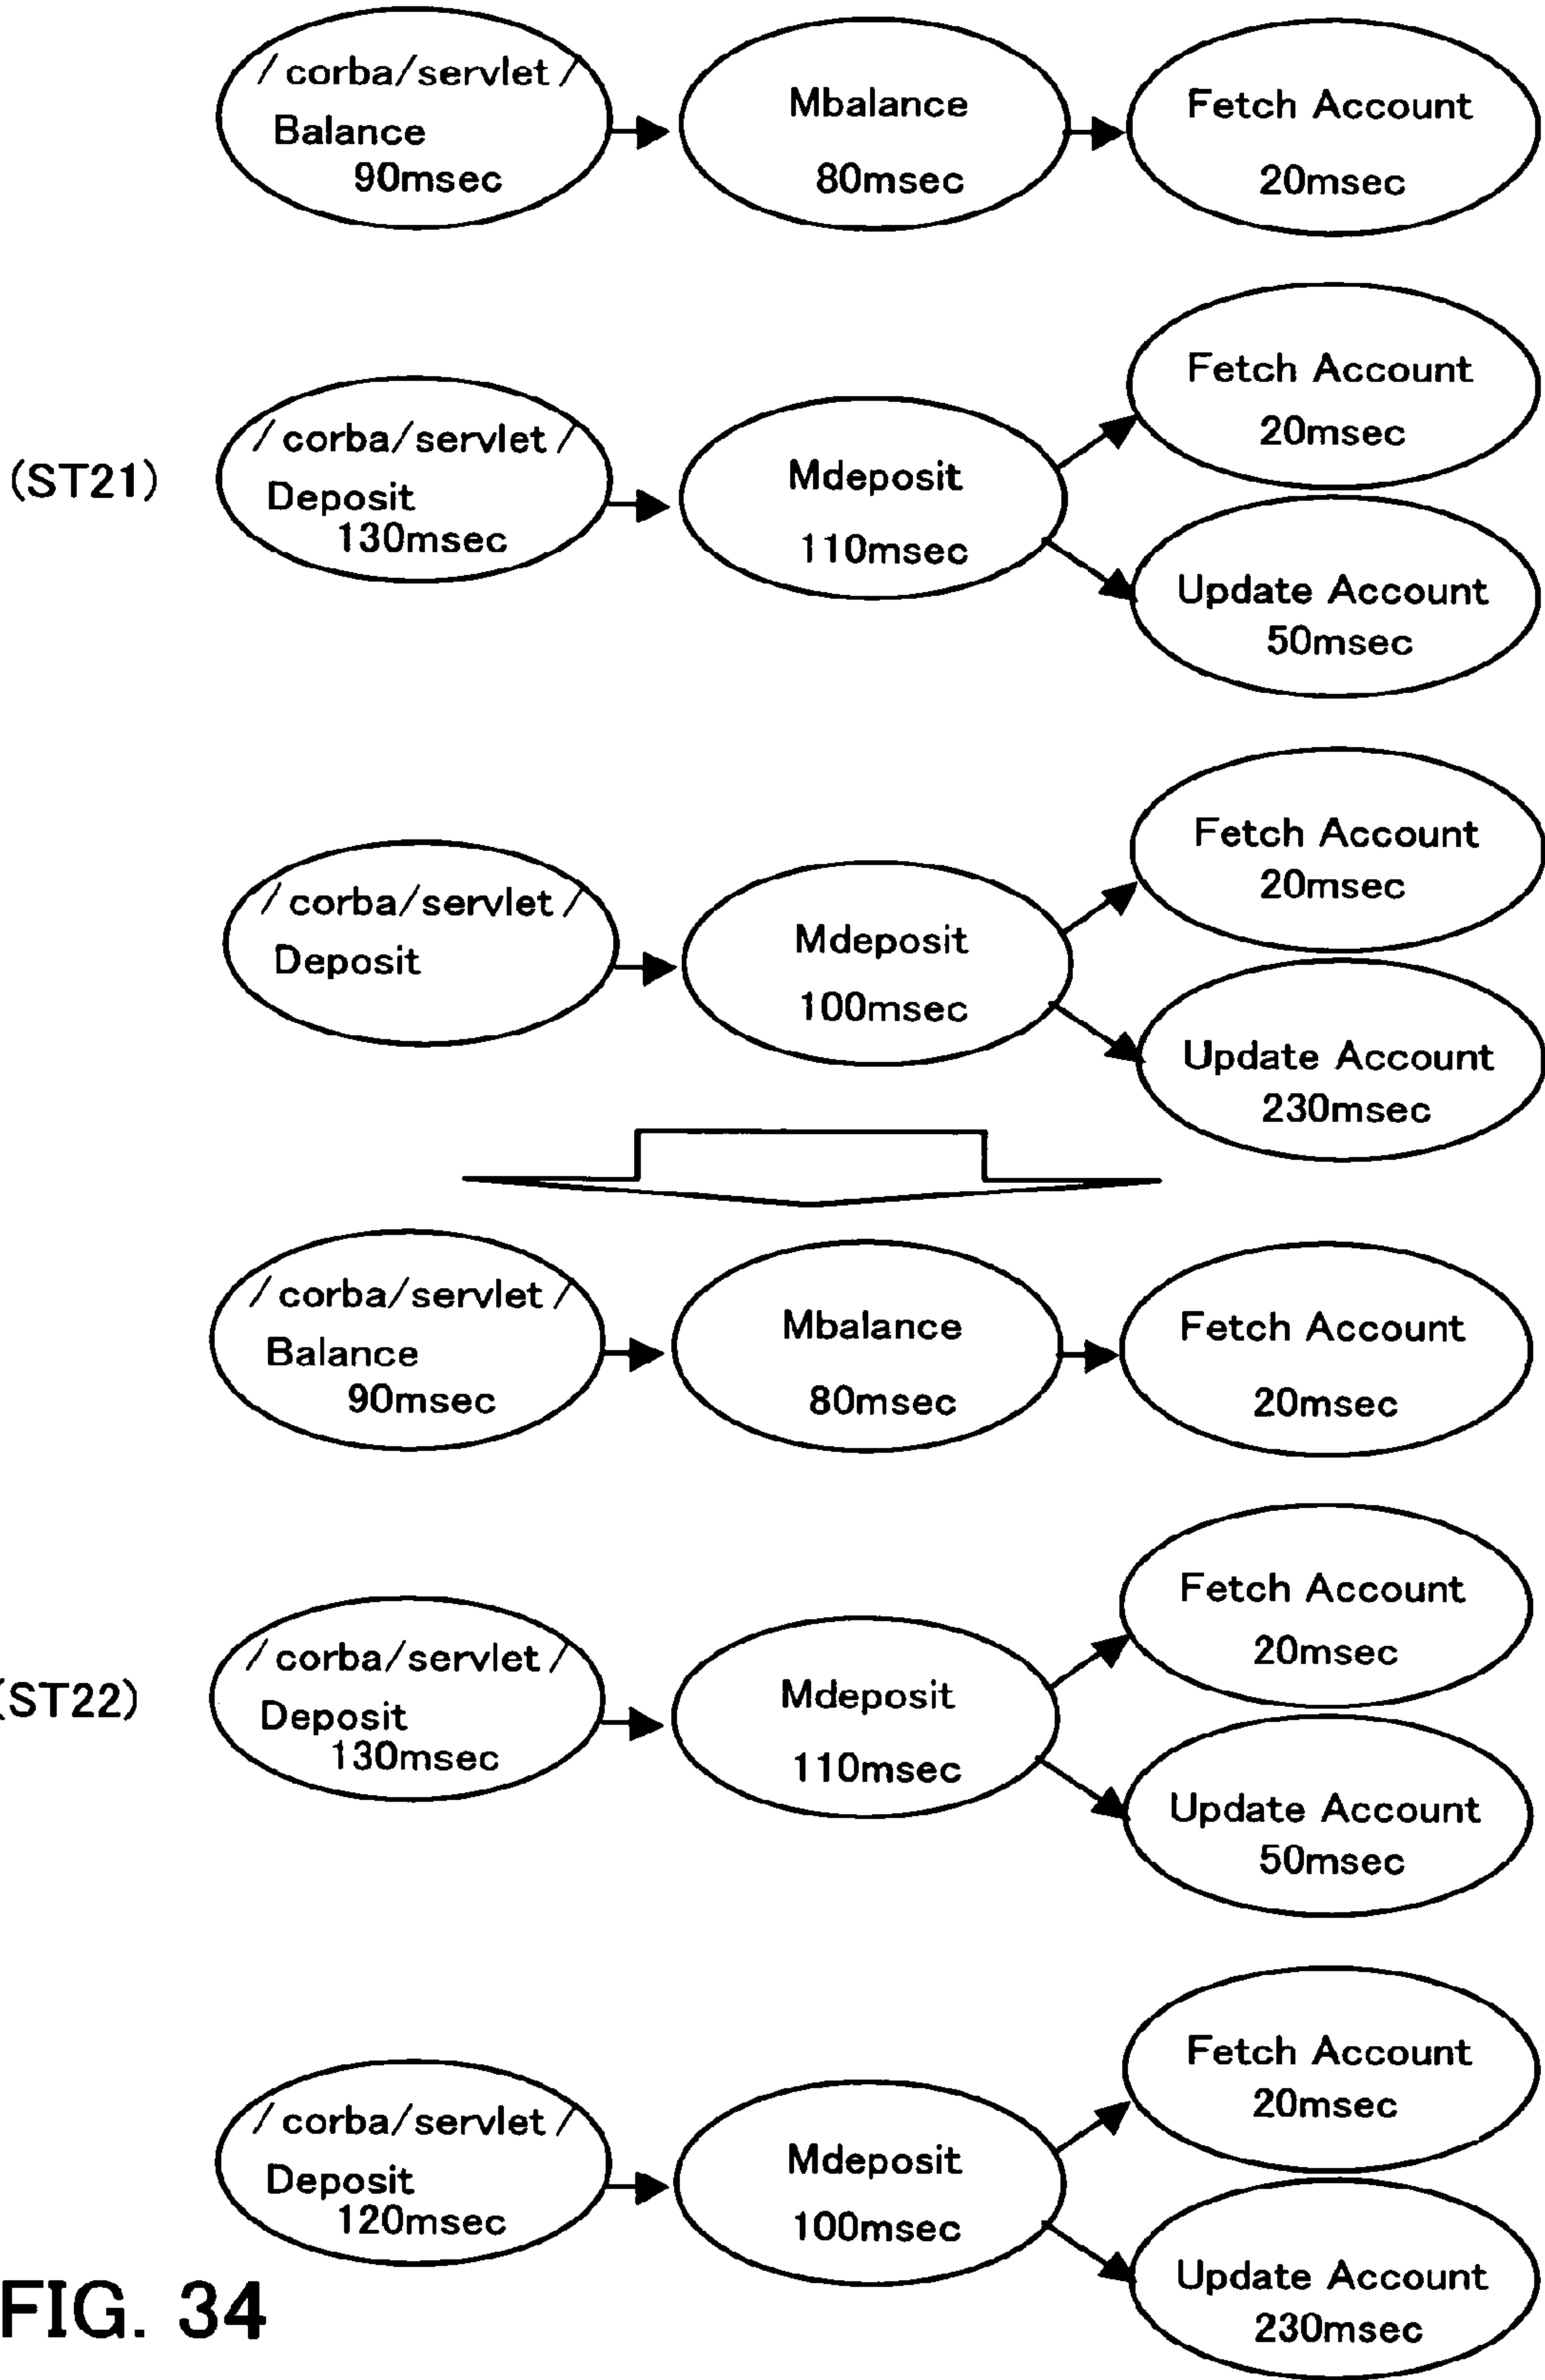 / corba/servlet /
Balance
90msec
Mbalance
80msec
Fetch Account
20msec
(ST21)
/ corba/servlet /
Deposit
130msec
Mdeposit
110msec
Fetch Account
20msec
Update Account
50msec
/ corba/servlet /
Deposit
Mdeposit
100msec
Fetch Account
20msec
Update Account
230msec
/ corba/servlet /
Balance
90msec
Mbalance
80msec
Fetch Account
20msec
(ST22)
/ corba/servlet /
Deposit
130msec
Mdeposit
110msec
Fetch Account
20msec
Update Account
50msec
/ corba/servlet /
Deposit
120msec
Mdeposit
100msec
Fetch Account
20msec
Update Account
230msec
FIG. 34